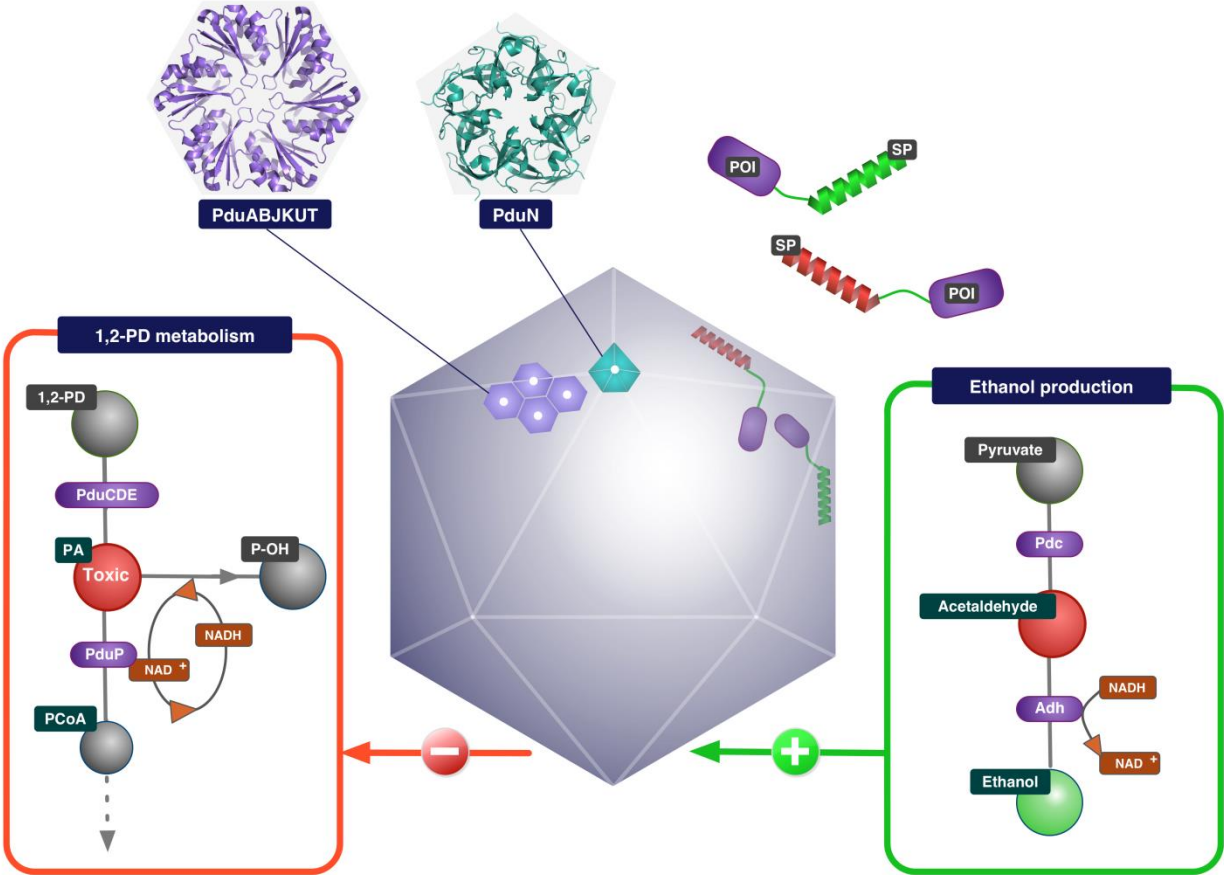 PduABJKUT
PduN
POI
SP
SP
POI
1,2-PD metabolism
1,2-PD
PduCDE
PA
Toxic
P-OH
NADH
PduP
NAD +
PCoA
Ethanol production
Pyruvate
Pdc
Acetaldehyde
NADH
Adh
NAD +
Ethanol